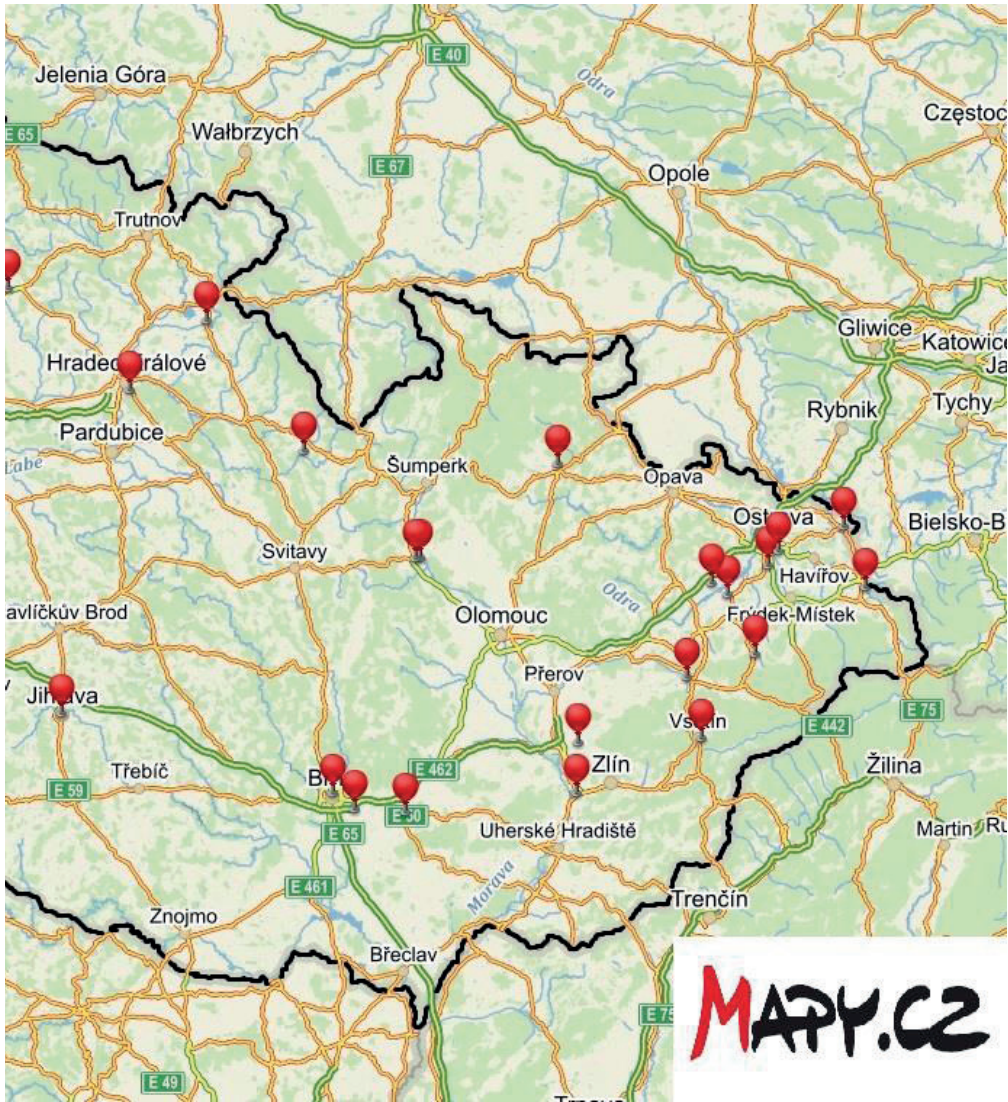 E 40
Odra
Jelenia Góra
Częstoc
E 65
Wałbrzych
E 67
Opole
Trutnov
Gliwice
Katowice
Ja
Hradec Králové
Rybnik
Tychy
Pardubice
Labe
Šumperk
Opava
Ostrava
Bielsko-B
Svitavy
Havířov
Odra
avlíčkův Brod
Olomouc
Frýdek-Místek
Přerov
Jihlava
Vsetín
E 75
E 442
E 462
Třebíč
Zlín
Žilina
E 59
E 50
E 65
Uherské Hradiště
Martin
Ru
E 461
Morava
Trenčín
Znojmo
Břeclav
E 75
MAPY.CZ
E 49